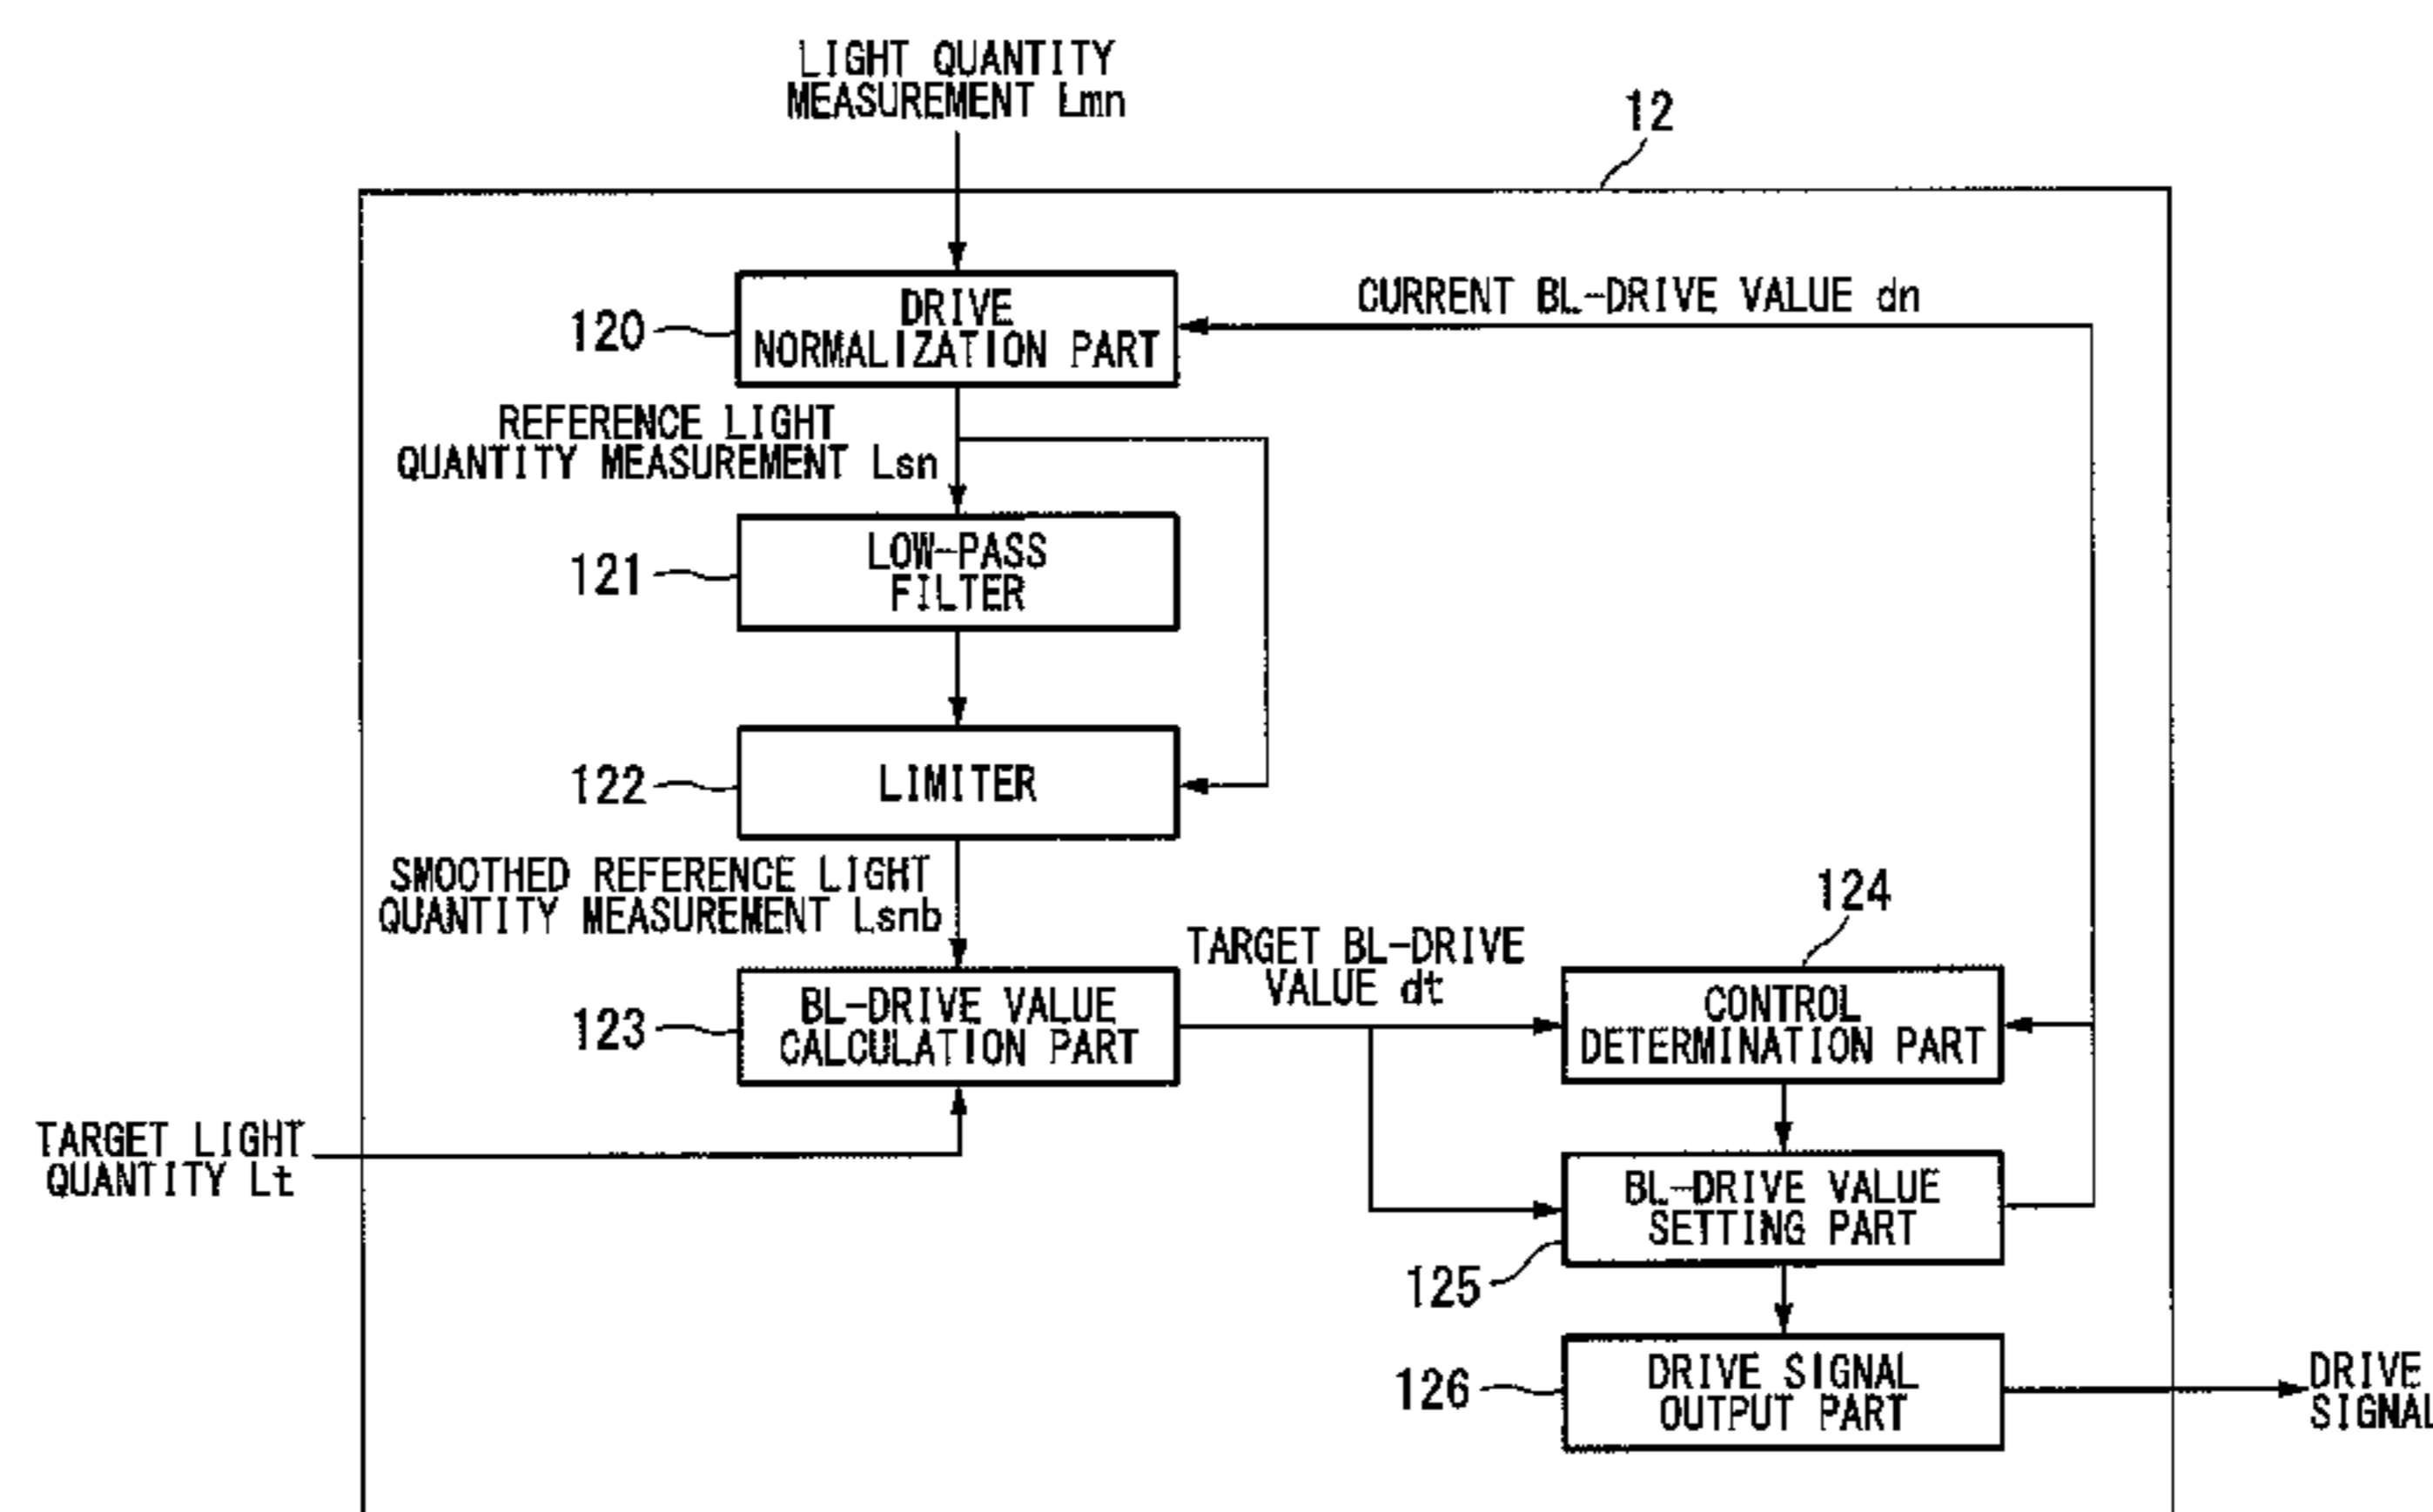 LIGHT QUANTITY
MEASUREMENT Lmn
12
CURRENT BL-DRIVE VALUE dn
120
DRIVE
NORMALIZATION PART
REFERENCE LIGHT
QUANTITY MEASUREMENT Lsn
121
LOW-PASS
FILTER
122
LIMITER
SMOOTHED REFERENCE LIGHT
QUANTITY MEASUREMENT Lsnb
123
BL-DRIVE VALUE
CALCULATION PART
TARGET BL-DRIVE
VALUE dt
124
CONTROL
DETERMINATION PART
TARGET LIGHT
QUANTITY Lt
BL-DRIVE VALUE
SETTING PART
125
126
DRIVE SIGNAL
OUTPUT PART
DRIVE
SIGNAL